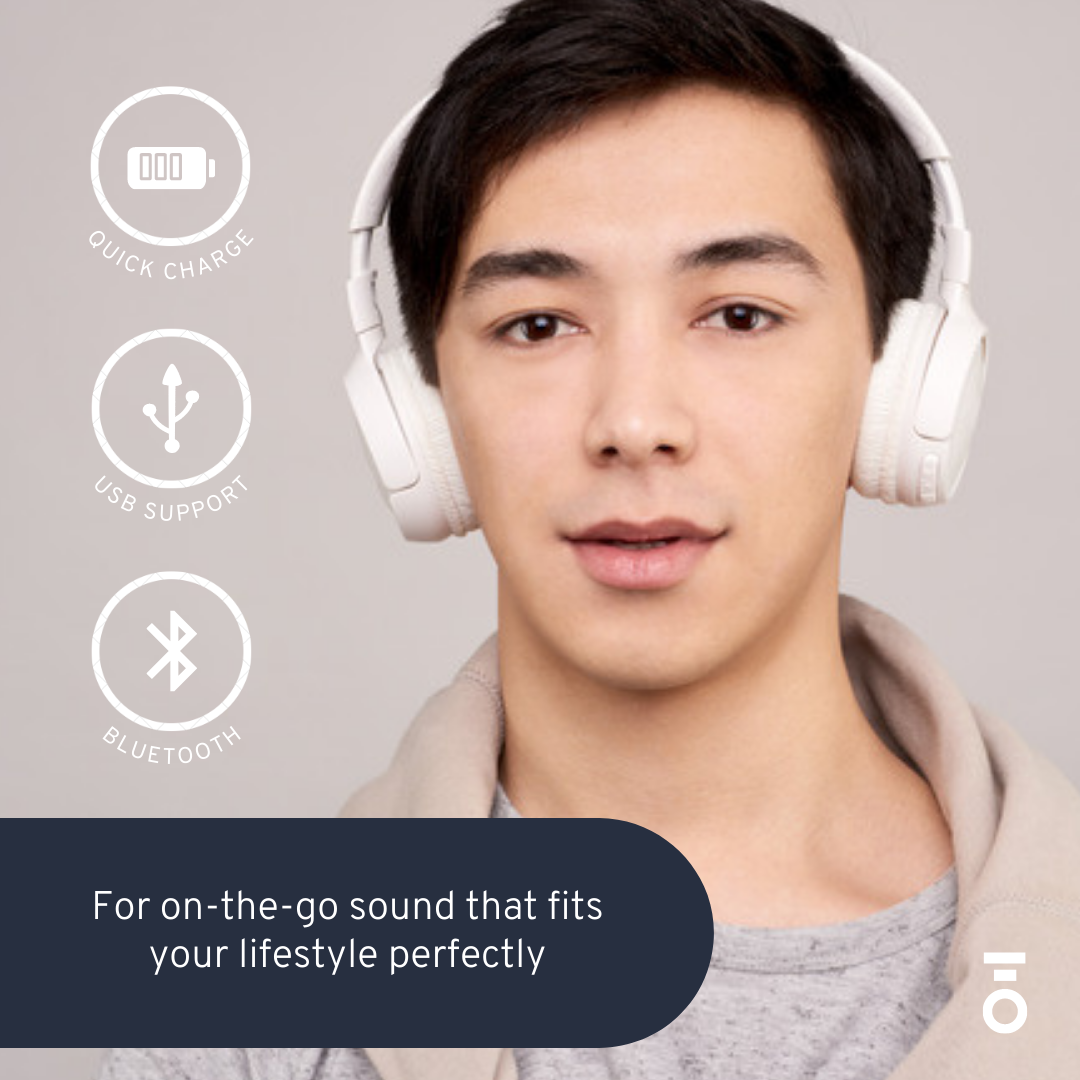 QUICK CHARGE
USB SUPPORT
BLUETOOTH
For on-the-go sound that fits
your lifestyle perfectly